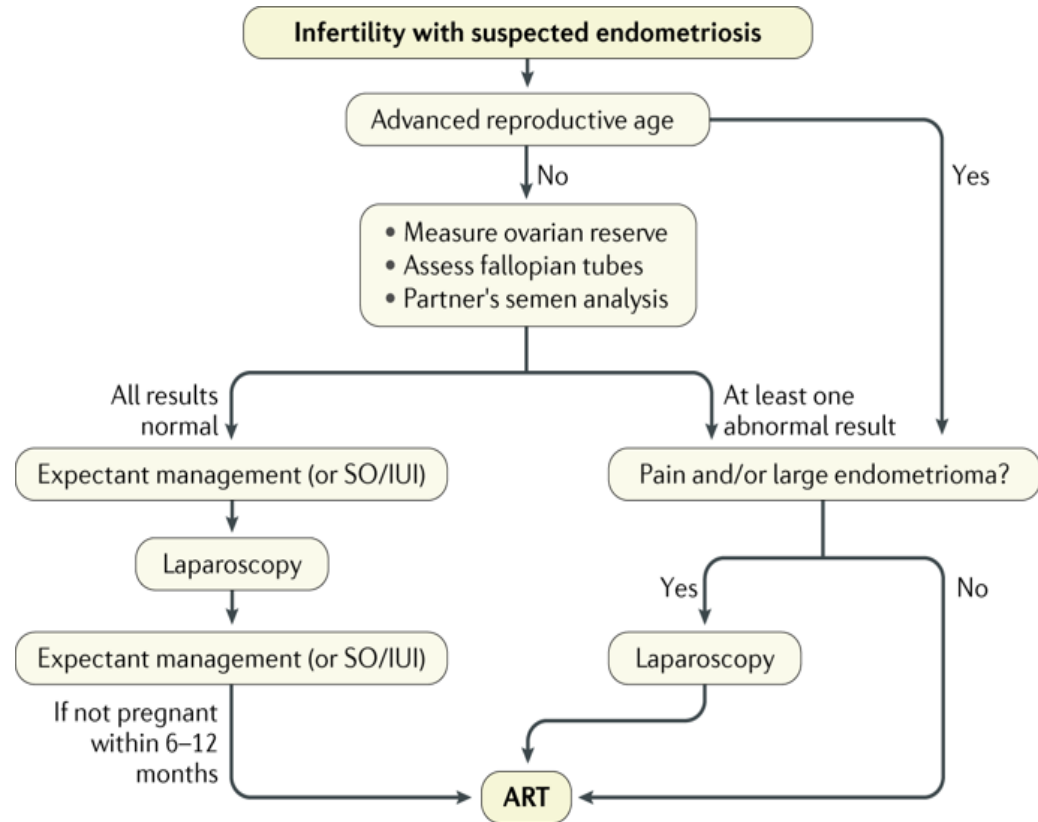 Infertility with suspected endometriosis
Advanced reproductive age
No
Yes
• Measure ovarian reserve
• Assess fallopian tubes
• Partner's semen analysis
All results
normal
At least one
abnormal result
Expectant management (or SO/IUI)
Pain and/or large endometrioma?
Laparoscopy
Yes
No
Expectant management (or SO/IUI)
Laparoscopy
If not pregnant
within 6–12
months
ART